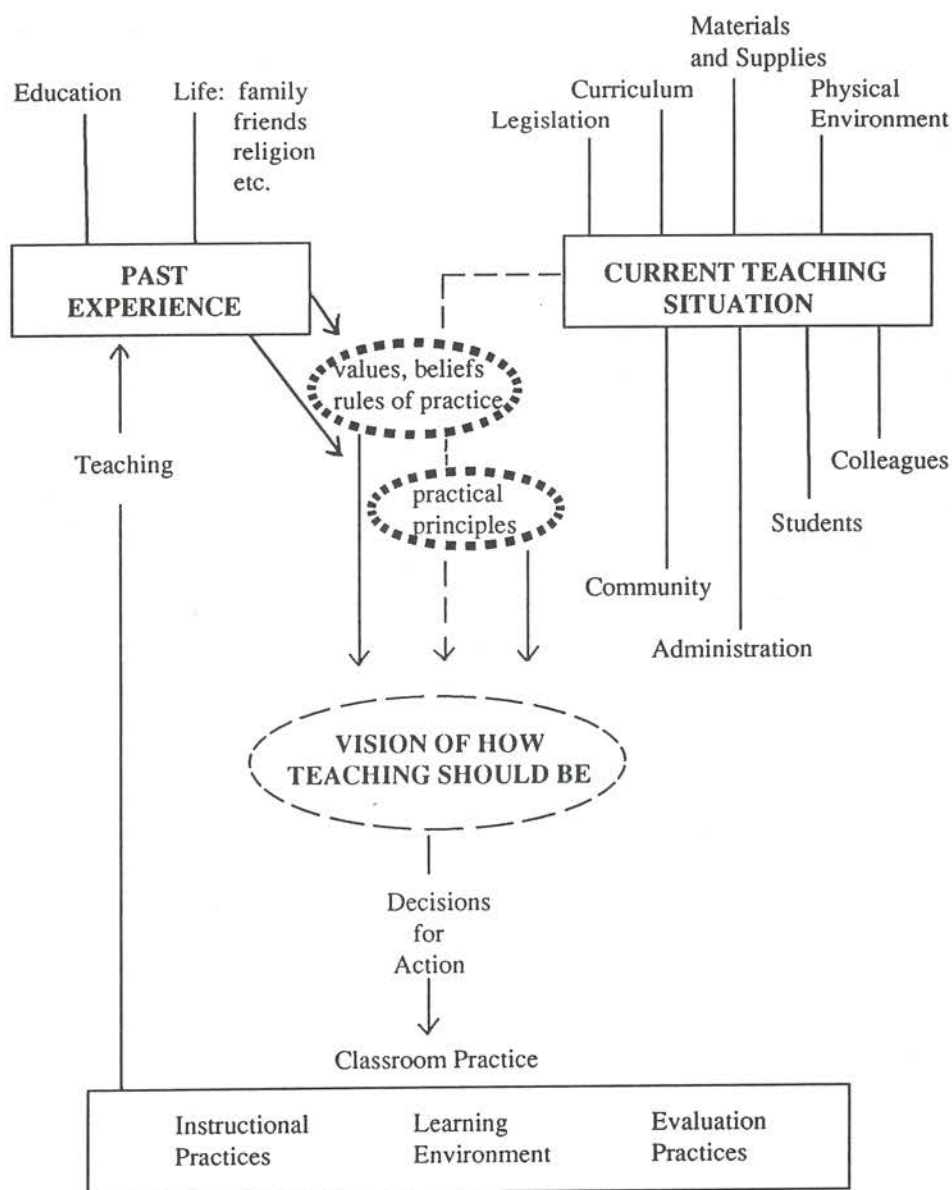 Materials
and Supplies
Education
Life: family
friends
religion
etc.
Curriculum
Legislation
Physical
Environment
PAST
EXPERIENCE
CURRENT TEACHING
SITUATION
values, beliefs
rules of practice
Teaching
practical
principles
Colleagues
Students
Community
Administration
VISION OF HOW
TEACHING SHOULD BE
Decisions
for
Action
Classroom Practice
Instructional
Practices
Learning
Environment
Evaluation
Practices